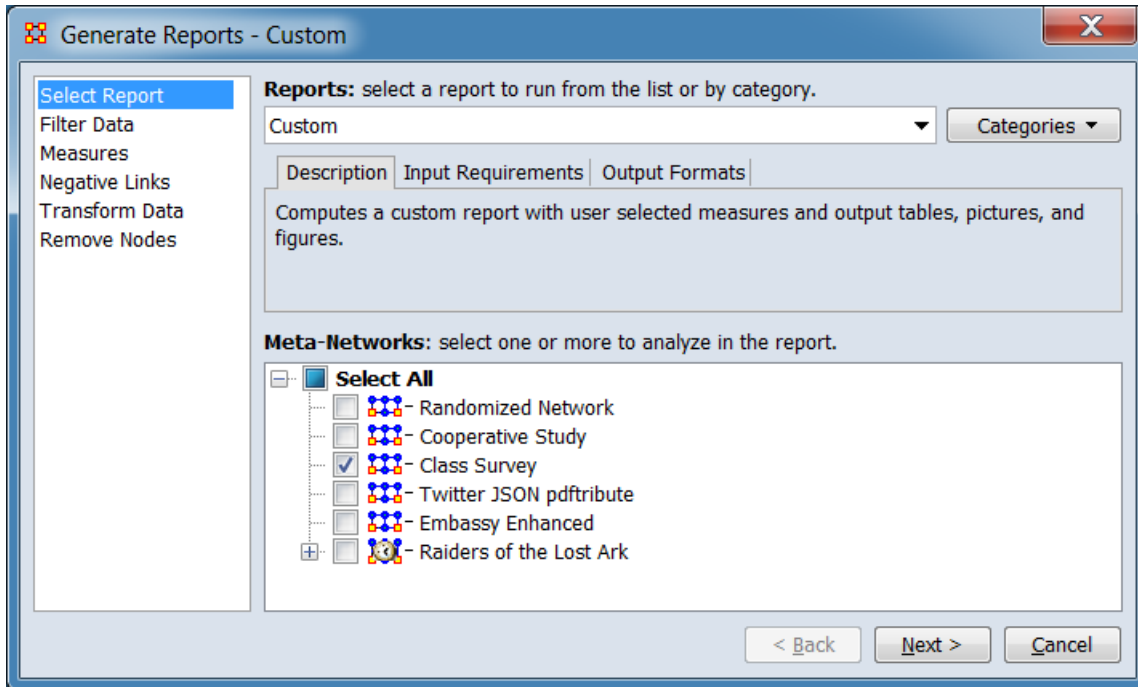 Generate Reports - Custom
X
Select Report
Filter Data
Measures
Negative Links
Transform Data
Remove Nodes
Reports: select a report to run from the list or by category.
Custom
Categories
Description
Input Requirements
Output Formats
Computes a custom report with user selected measures and output tables, pictures, and
figures.
Meta-Networks: select one or more to analyze in the report.
Select All
Randomized Network
Cooperative Study
Class Survey
Twitter JSON pdftribute
Embassy Enhanced
Raiders of the Lost Ark
< Back
Next >
Cancel